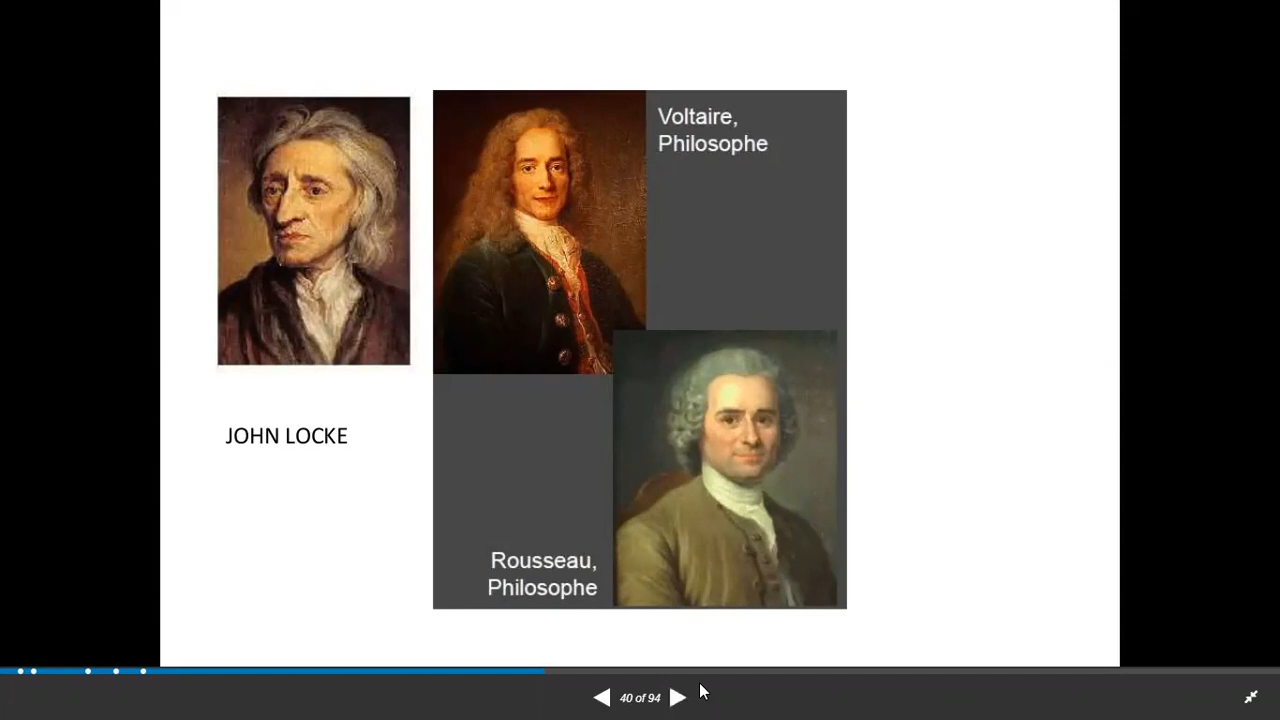 Voltaire,
Philosophe
JOHN LOCKE
Rousseau,
Philosophe
40 of 94